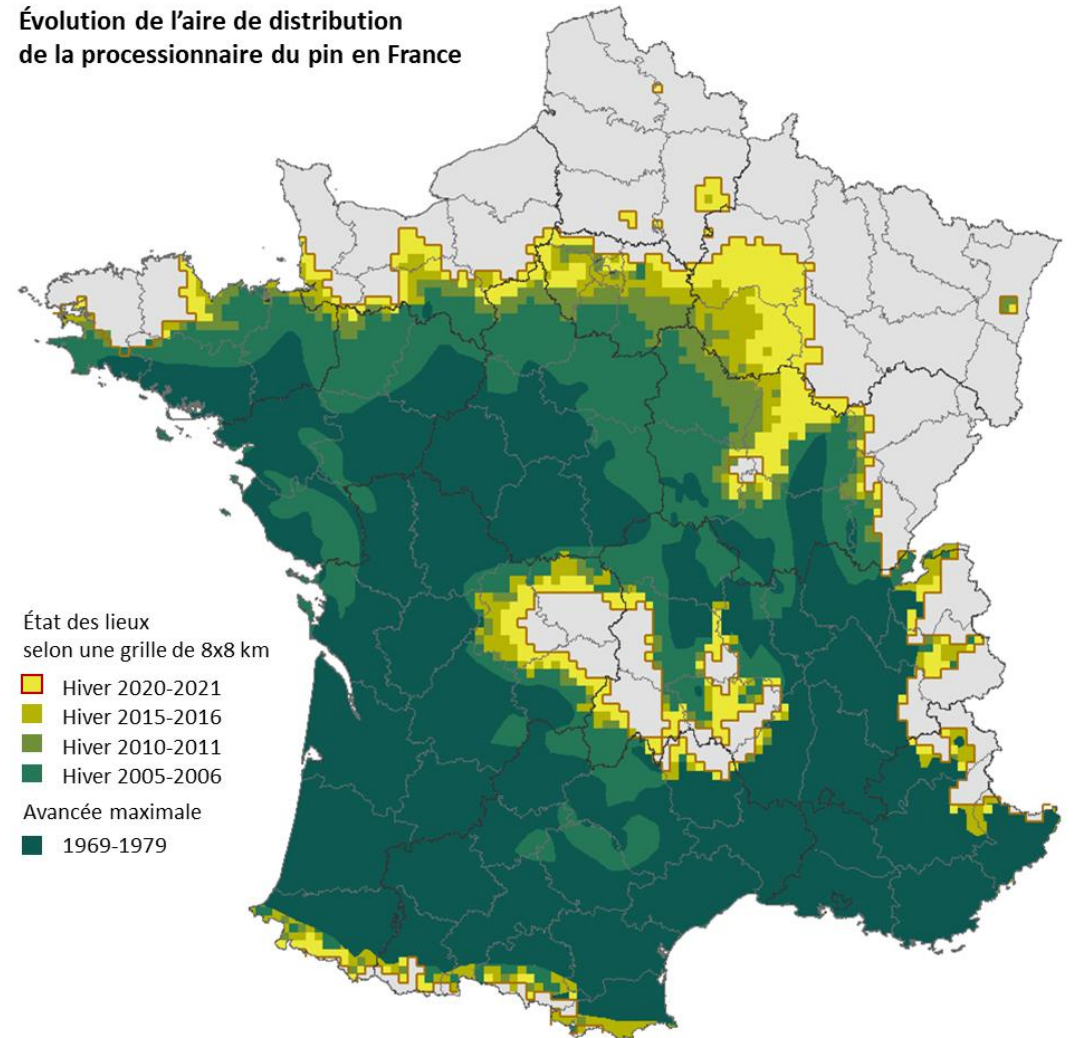 Évolution de l’aire de distribution
de la processionnaire du pin en France
État des lieux
selon une grille de 8x8 km
Hiver 2020-2021
Hiver 2015-2016
Hiver 2010-2011
Hiver 2005-2006
Avancée maximale
1969-1979